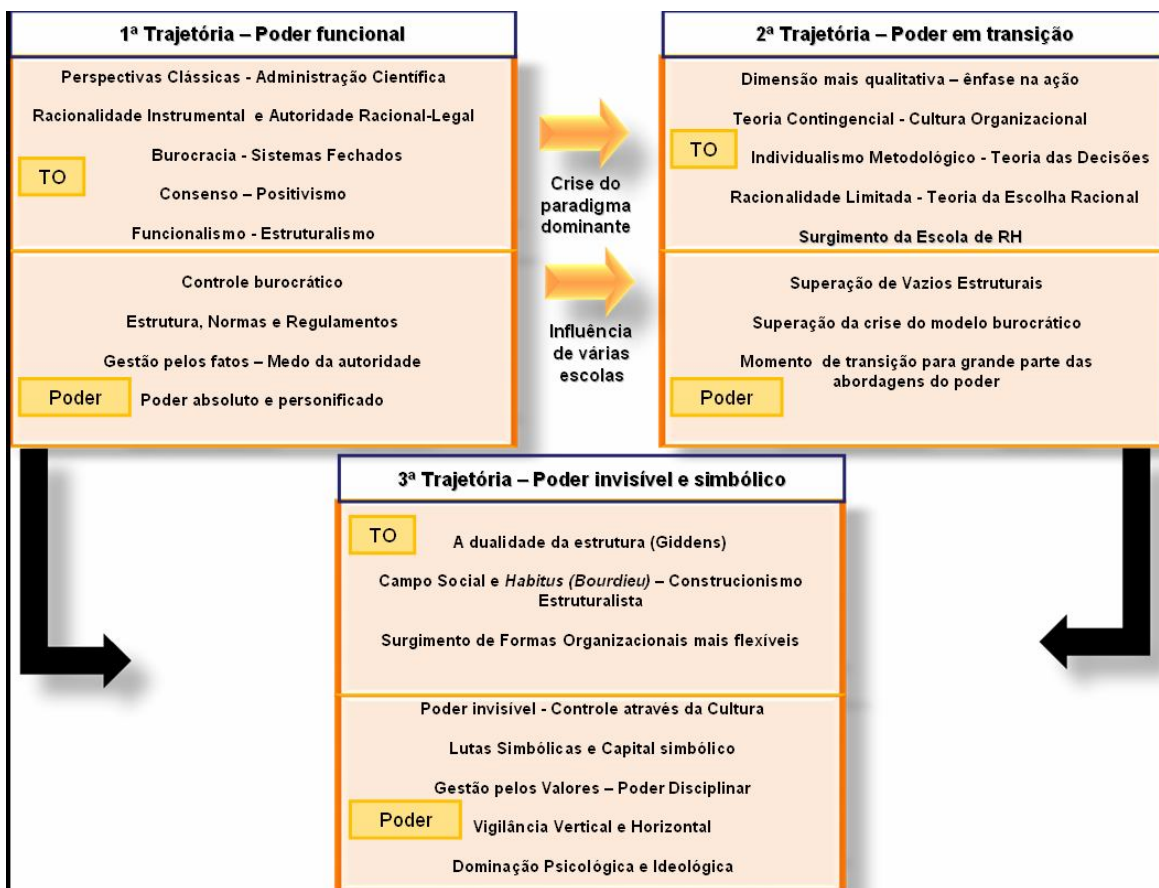 1ª Trajetória – Poder funcional
Perspectivas Clássicas - Administração Científica
Racionalidade Instrumental e Autoridade Racional-Legal
Burocracia - Sistemas Fechados
TO
Consenso – Positivismo
Funcionalismo - Estruturalismo
Controle burocrático
Estrutura, Normas e Regulamentos
Gestão pelos fatos – Medo da autoridade
Poder
Poder absoluto e personificado
Crise do
paradigma
dominante
Influência
de várias
escolas
2ª Trajetória – Poder em transição
Dimensão mais qualitativa – ênfase na ação
Teoria Contingencial - Cultura Organizacional
TO
Individualismo Metodológico - Teoria das Decisões
Racionalidade Limitada - Teoria da Escolha Racional
Surgimento da Escola de RH
Superação de Vazios Estruturais
Superação da crise do modelo burocrático
Momento de transição para grande parte das
abordagens do poder
Poder
3ª Trajetória – Poder invisível e simbólico
TO
A dualidade da estrutura (Giddens)
Campo Social e Habitus (Bourdieu) – Construcionismo
Estruturalista
Surgimento de Formas Organizacionais mais flexíveis
Poder invisível - Controle através da Cultura
Lutas Simbólicas e Capital simbólico
Gestão pelos Valores – Poder Disciplinar
Poder
Vigilância Vertical e Horizontal
Dominação Psicológica e Ideológica